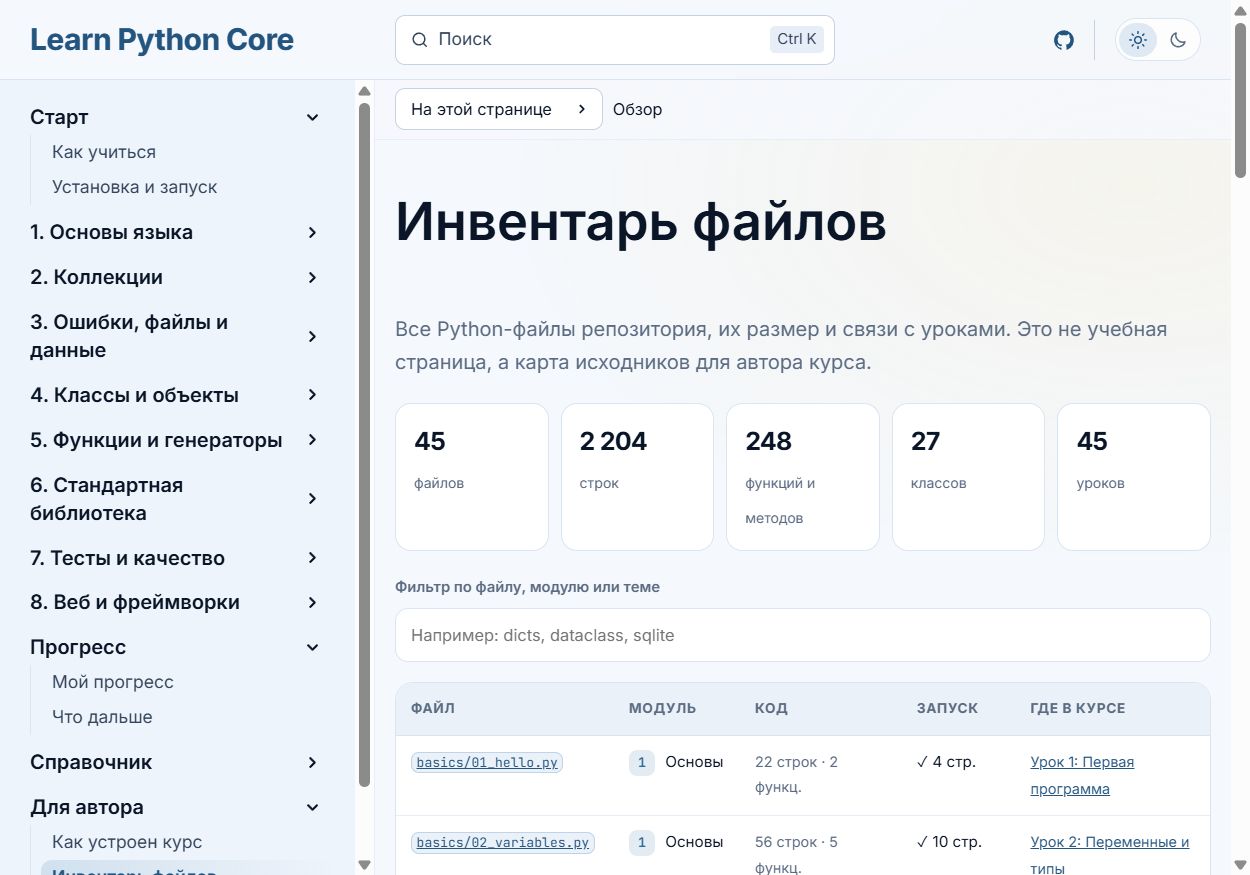 Learn Python Core
Поиск
Ctrl K
Старт
Как учиться
Установка и запуск
1. Основы языка
2. Коллекции
3. Ошибки, файлы и
данные
4. Классы и объекты
5. Функции и генераторы
6. Стандартная
библиотека
7. Тесты и качество
8. Веб и фреймворки
Прогресс
Мой прогресс
Что дальше
Справочник
Для автора
Как устроен курс
Инвентарь файлов
На этой странице
Обзор
Инвентарь файлов
Все Python-файлы репозитория, их размер и связи с уроками. Это не учебная
страница, а карта исходников для автора курса.
45
файлов
2 204
строк
248
функций и
методов
27
классов
45
уроков
Фильтр по файлу, модулю или теме
Например: dicts, dataclass, sqlite
ФАЙЛ МОДУЛЬ КОД ЗАПУСК ГДЕ В КУРСЕ
basics/01_hello.py 1 Основы 22 строк · 2 ✓ 4 стр. Урок 1: Первая
функц. программа
basics/02_variables.py 1 Основы 56 строк · 5 ✓ 10 стр. Урок 2: Переменные и
функц. типы